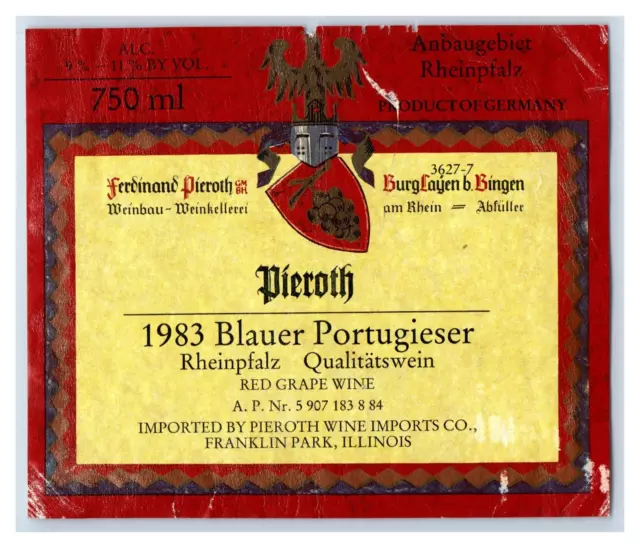 ALC.
9% - 11% BY VOL.
750 ml
Anbaugebiet
Rheinpfalz
PRODUCT OF GERMANY
Ferdinand Pieroth GMBH
Weinbau - Weinkellerei
3627-7
Burg Layen b. Bingen
am Rhein = Abfüller
Pieroth
1983 Blauer Portugieser
Rheinpfalz Qualitätswein
RED GRAPE WINE
A. P. Nr. 5 907 183 8 84
IMPORTED BY PIEROTH WINE IMPORTS CO.,
FRANKLIN PARK, ILLINOIS